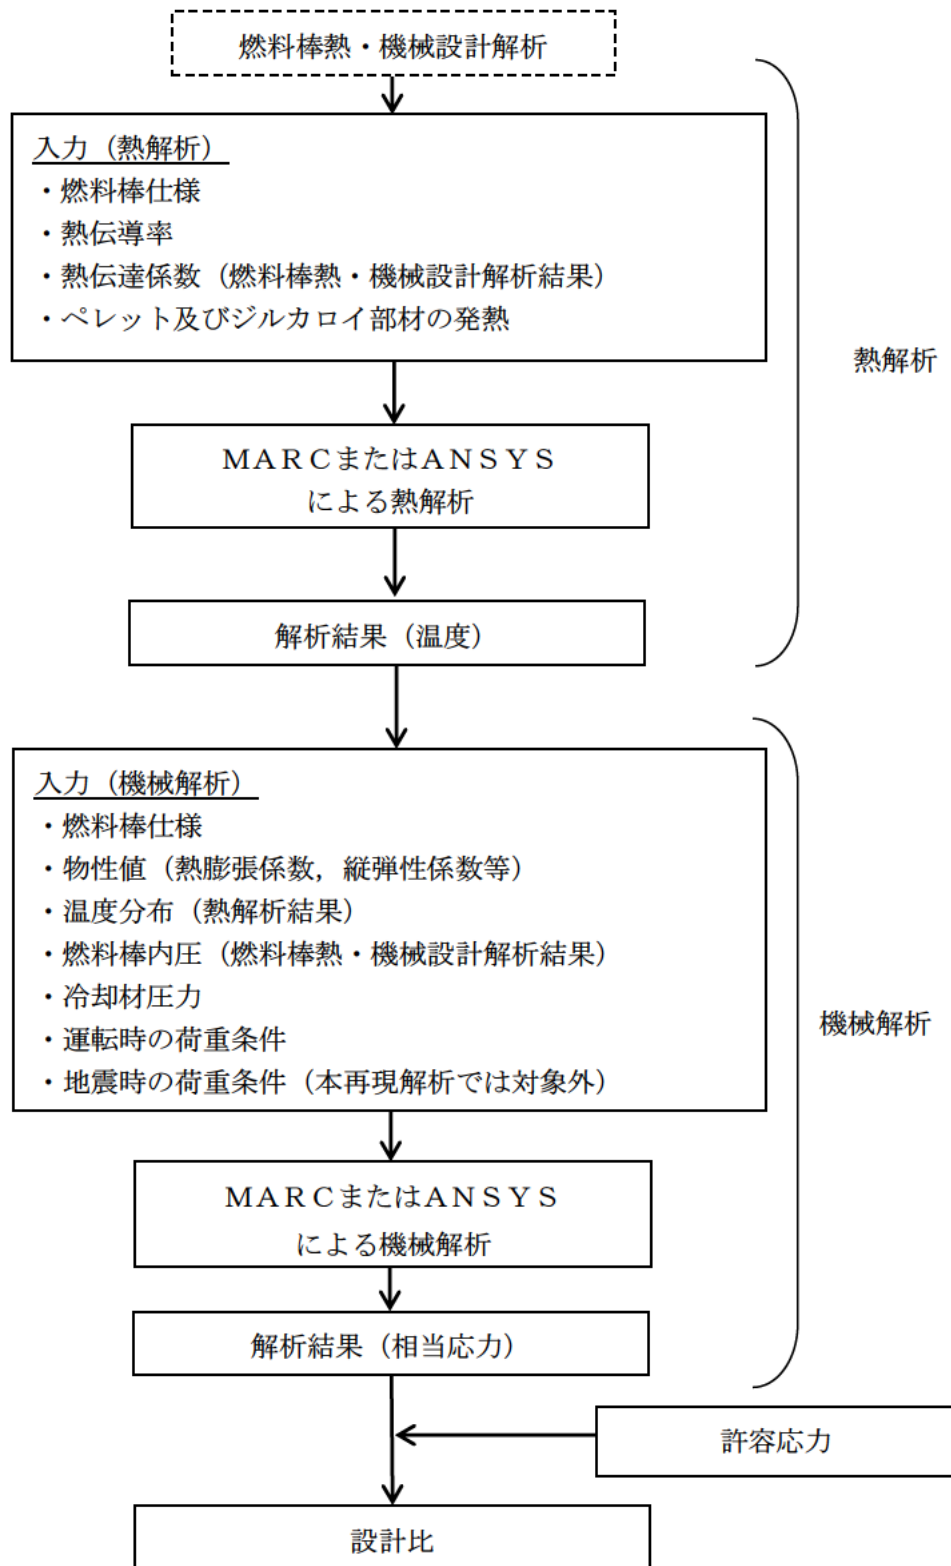 燃料棒熱・機械設計解析
入力（熱解析）
・燃料棒仕様
・熱伝導率
・熱伝達係数（燃料棒熱・機械設計解析結果）
・ペレット及びジルカロイ部材の発熱
熱解析
ＭＡＲＣまたはＡＮＳＹＳ
による熱解析
解析結果（温度）
入力（機械解析）
・燃料棒仕様
・物性値（熱膨張係数，縦弾性係数等）
・温度分布（熱解析結果）
・燃料棒内圧（燃料棒熱・機械設計解析結果）
・冷却材圧力
・運転時の荷重条件
・地震時の荷重条件（本再現解析では対象外）
機械解析
ＭＡＲＣまたはＡＮＳＹＳ
による機械解析
解析結果（相当応力）
許容応力
設計比